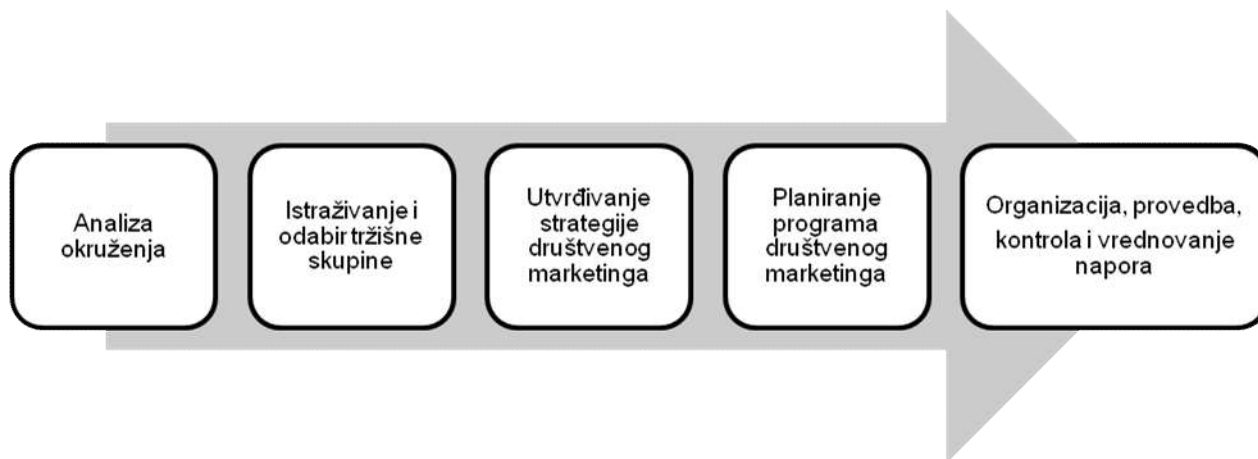 Analiza
okruženja
Istraživanje i
odabir tržišne
skupine
Utvrđivanje
strategije
društvenog
marketinga
Planiranje
programa
društvenog
marketinga
Organizacija, provedba,
kontrola i vrednovanje
napora